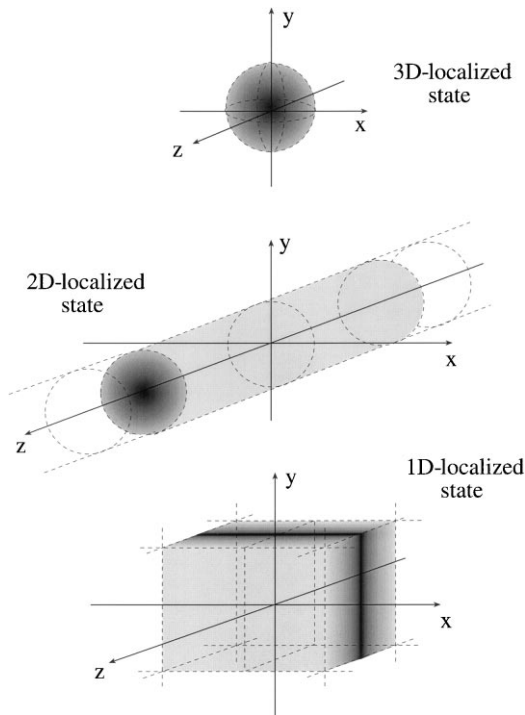 y
3D-localized
state
x
z
y
2D-localized
state
x
z
1D-localized
state
y
x
z